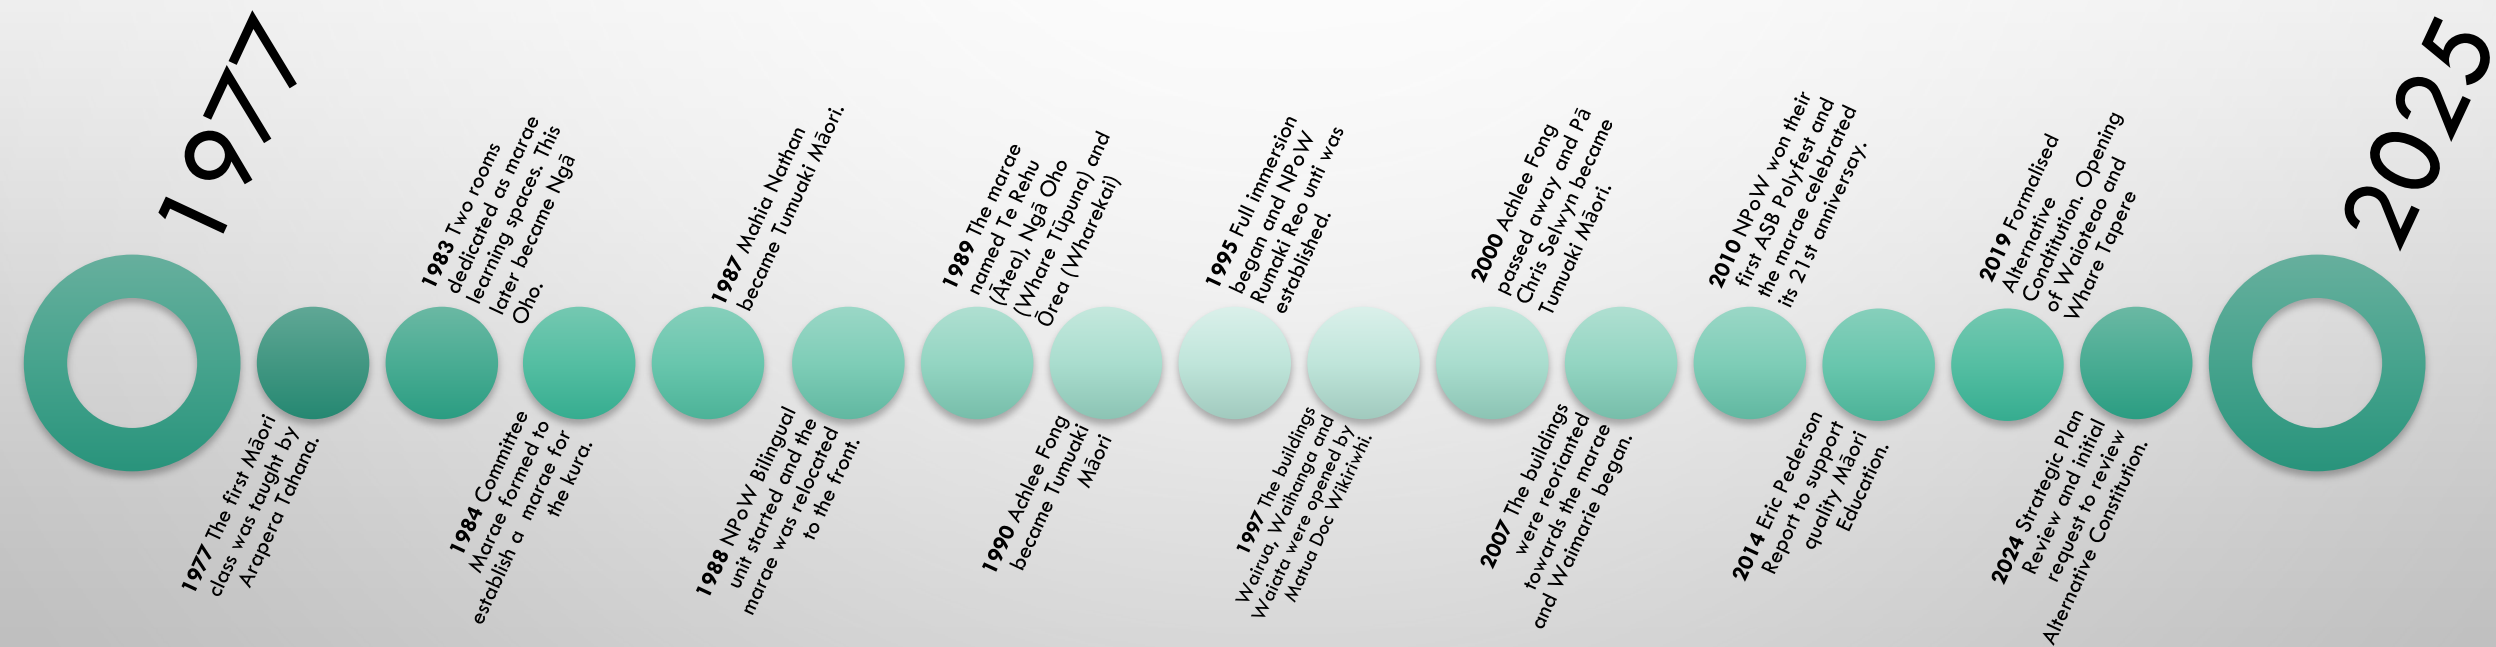 1977
1977 The first Māori
class was taught by
Arapera Tahana.
1983 Two rooms
dedicated as marae
learning spaces. This
later became Ngā
Oho.
1984 Committee
Marae formed to
establish a  marae for
the kura.
1987 Mahia Nathan
became Tumuaki Māori.
1988 NPoW Bilingual
unit started and the
marae was relocated
to the front.
1989 The marae
named Te Rehu
(Ātea), Ngā Oho
(Whare Tūpuna) and
Ōrea (Wharekai)
1990 Achlee Fong
became Tumuaki
Māori
1995 Full immersion
began and NPoW
Rumaki Reo unti was
established.
1997 The buildings
Wairua, Waihanga and
Waiata were opened by
Matua Doc Wikiriwhi.
2000 Achlee Fong
passed away and Pā
Chris Selwyn became
Tumuaki Māori.
2007 The buildings
were reorianted
towards the marae
and Waimarie began.
2010 NPoW won their
first ASB Polyfest and
the marae celebrated
its 21st anniversay.
2014 Eric Pederson
Report to support
quality Māori
Education.
2019 Formalised
Alternative
Conditution.  Opening
of Waioteao and
Whare Tapere
2024 Strategic Plan
Review and initial
request to review
Alternative Constitution.
2025